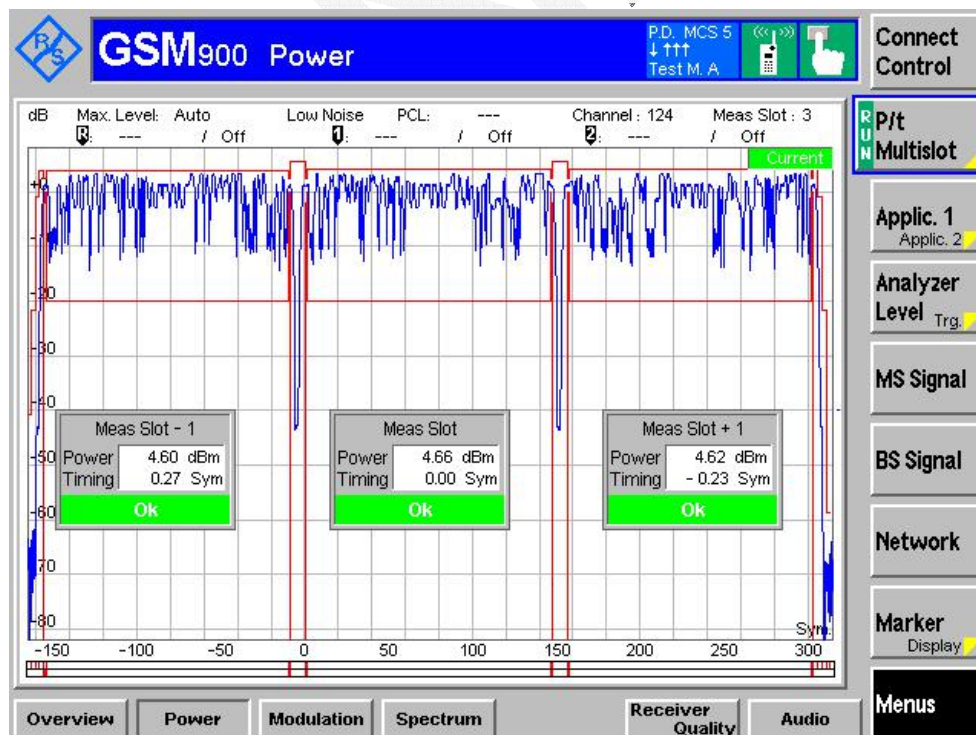 R/S
GSM900 Power
P.D. MCS 5
↓ ↑↑↑
Test M. A
Connect Control
dB Max. Level: Auto Low Noise PCL: --- Channel : 124 Meas Slot : 3
R: --- / Off 1: --- / Off 2: --- / Off
RUN
P/t Multislot
Current
+0
-10
-20
-30
-40
-50
-60
-70
-80
Meas Slot - 1
Power 4.60 dBm
Timing 0.27 Sym
Ok
Meas Slot
Power 4.66 dBm
Timing 0.00 Sym
Ok
Meas Slot + 1
Power 4.62 dBm
Timing - 0.23 Sym
Ok
Sym
-150 -100 -50 0 50 100 150 200 250 300
Applic. 1
Applic. 2
Analyzer
Level Trg.
MS Signal
BS Signal
Network
Marker
Display
Menus
Overview Power Modulation Spectrum Receiver Quality Audio